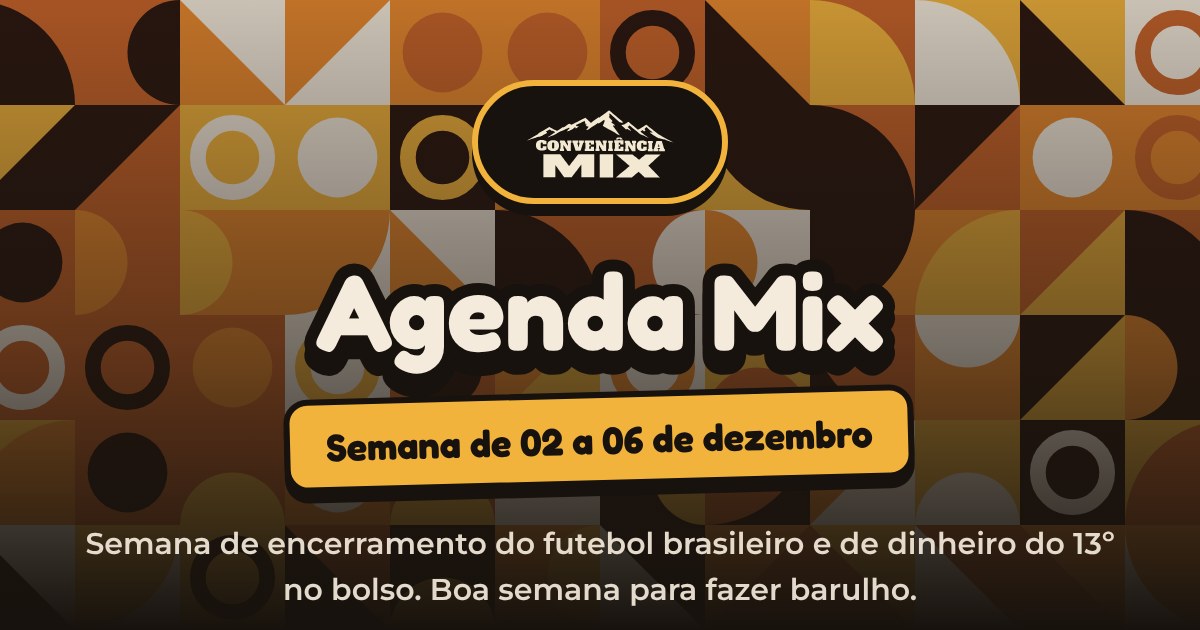 CONVENIÊNCIA
MIX
Agenda Mix
Semana de 02 a 06 de dezembro
Semana de encerramento do futebol brasileiro e de dinheiro do 13º
no bolso. Boa semana para fazer barulho.